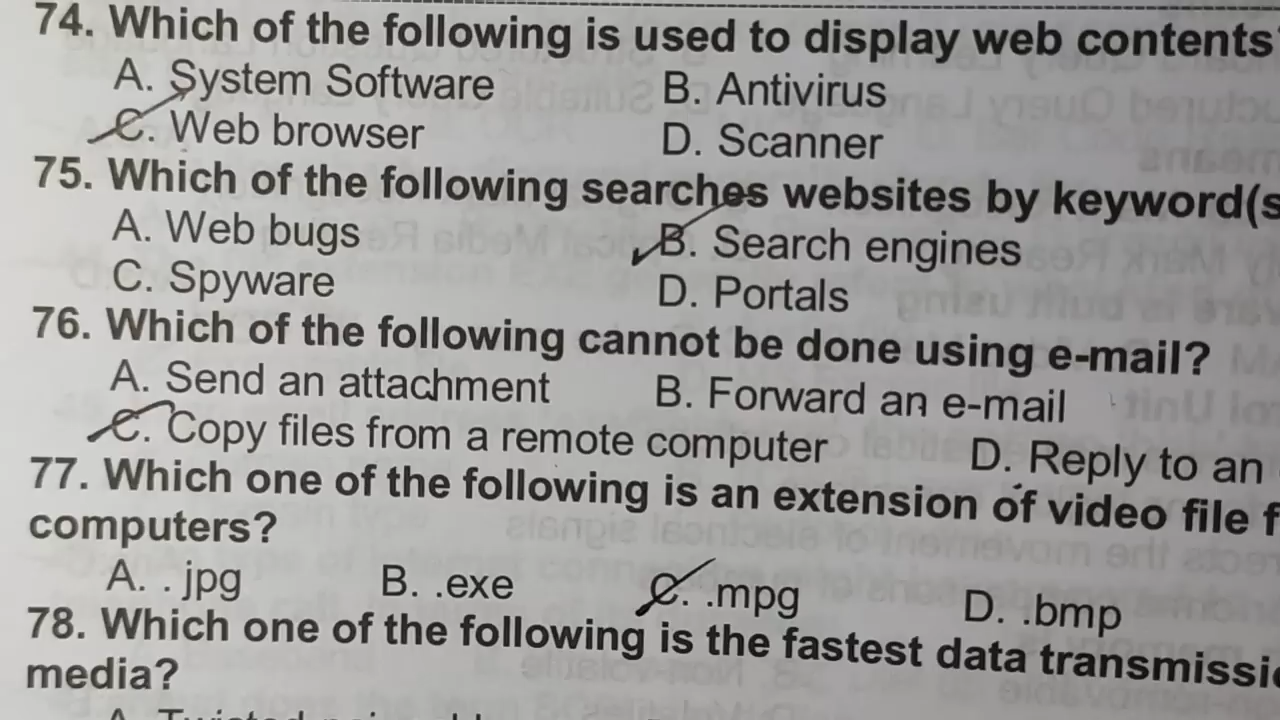 74. Which of the following is used to display web contents
A. System Software B. Antivirus
C. Web browser D. Scanner
75. Which of the following searches websites by keyword(s
A. Web bugs B. Search engines
C. Spyware D. Portals
76. Which of the following cannot be done using e-mail?
A. Send an attachment B. Forward an e-mail
C. Copy files from a remote computer D. Reply to an
77. Which one of the following is an extension of video file f
computers?
A. .jpg B. .exe C. .mpg D. .bmp
78. Which one of the following is the fastest data transmissi
media?